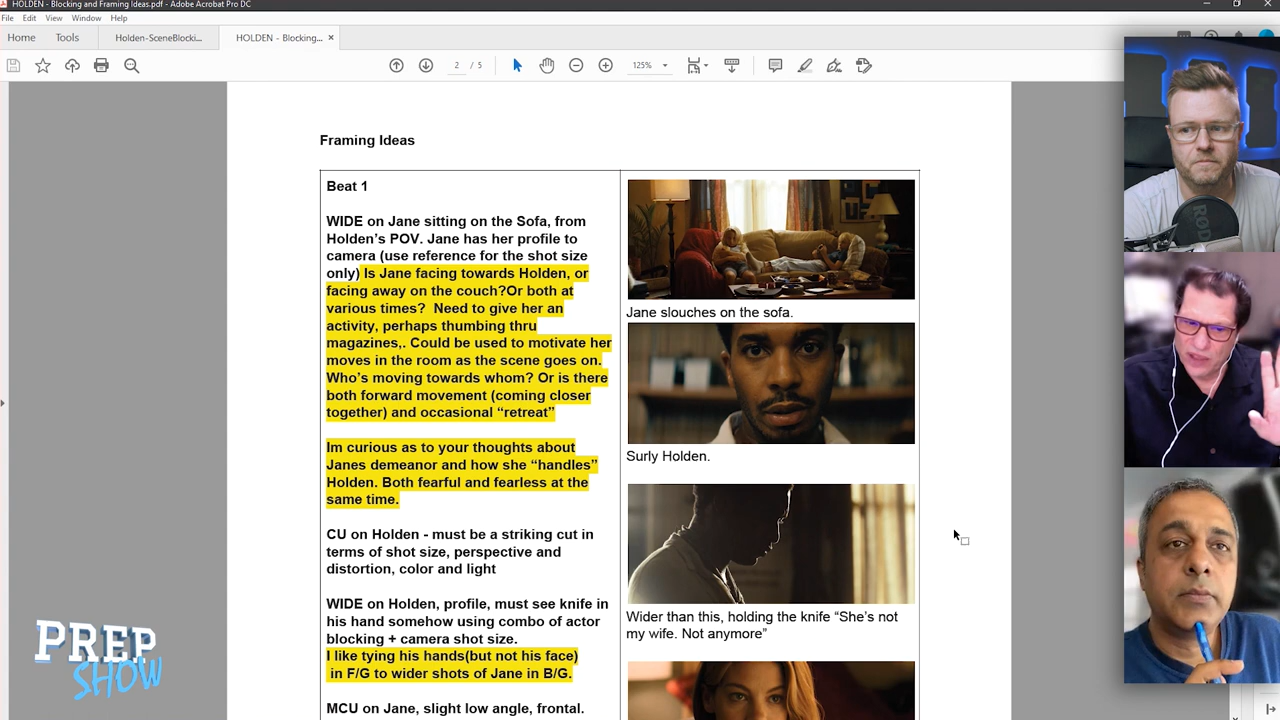 HOLDEN - Blocking and Framing Ideas.pdf - Adobe Acrobat Pro DC
File Edit View Window Help
Home Tools Holden-SceneBlocki... HOLDEN - Blocking... ×
2 / 5 125%
Framing Ideas
Beat 1
WIDE on Jane sitting on the Sofa, from
Holden's POV. Jane has her profile to
camera (use reference for the shot size
only) Is Jane facing towards Holden, or
facing away on the couch?Or both at
various times? Need to give her an
activity, perhaps thumbing thru
magazines,. Could be used to motivate her
moves in the room as the scene goes on.
Who's moving towards whom? Or is there
both forward movement (coming closer
together) and occasional “retreat”
Im curious as to your thoughts about
Janes demeanor and how she “handles”
Holden. Both fearful and fearless at the
same time.
CU on Holden - must be a striking cut in
terms of shot size, perspective and
distortion, color and light
WIDE on Holden, profile, must see knife in
his hand somehow using combo of actor
blocking + camera shot size.
I like tying his hands(but not his face)
in F/G to wider shots of Jane in B/G.
MCU on Jane, slight low angle, frontal.
Jane slouches on the sofa.
Surly Holden.
Wider than this, holding the knife “She's not
my wife. Not anymore”
PREP
SHOW
RODE